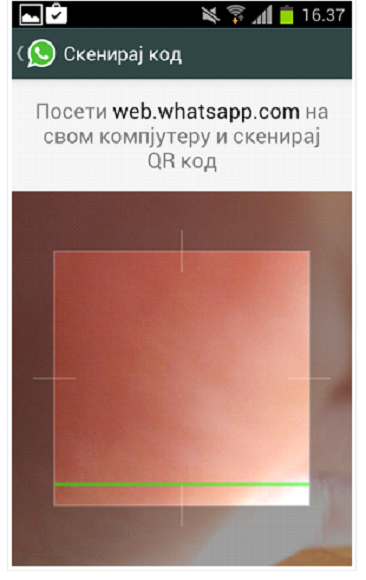 16.37
Скенирај код
Посети web.whatsapp.com на
свом компјутеру и скенирај
QR код